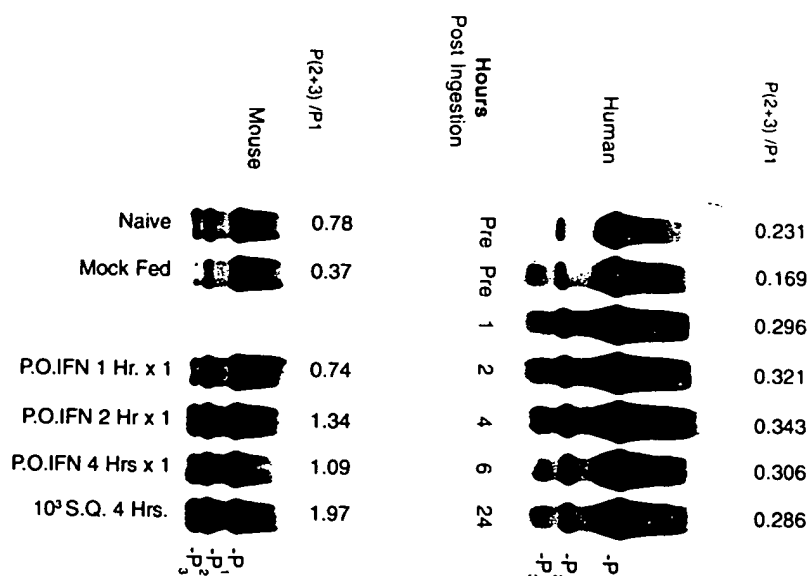 P(2+3) /P1
Mouse
Naive 0.78
Mock Fed 0.37
P.O.IFN 1 Hr. x 1 0.74
P.O.IFN 2 Hr x 1 1.34
P.O.IFN 4 Hrs x 1 1.09
10³ S.Q. 4 Hrs. 1.97
-P₃
-P₂
-P¹
-P
Hours
Post Ingestion
Human
P(2+3) /P1
Pre 0.231
Pre 0.169
1 0.296
2 0.321
4 0.343
6 0.306
24 0.286
-P
-P
-P